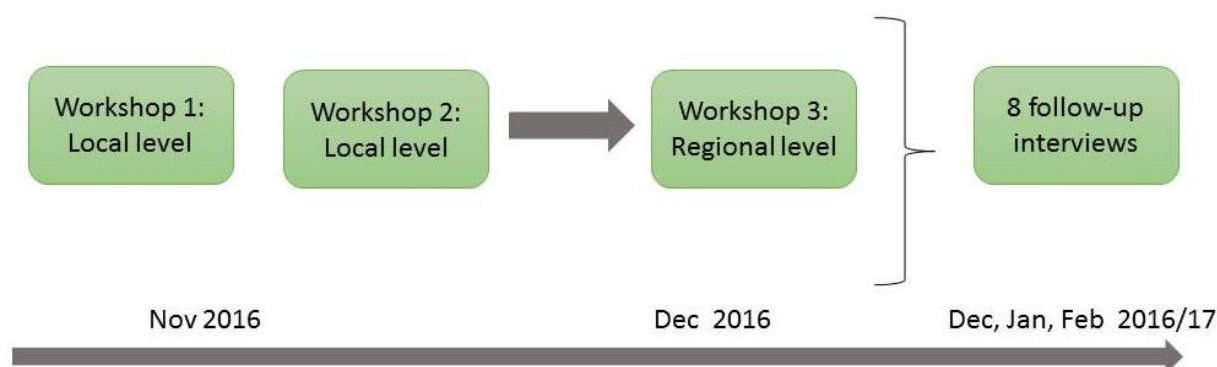 Workshop 1:
Local level
Workshop 2:
Local level
Workshop 3:
Regional level
8 follow-up
interviews
Nov 2016
Dec 2016
Dec, Jan, Feb 2016/17